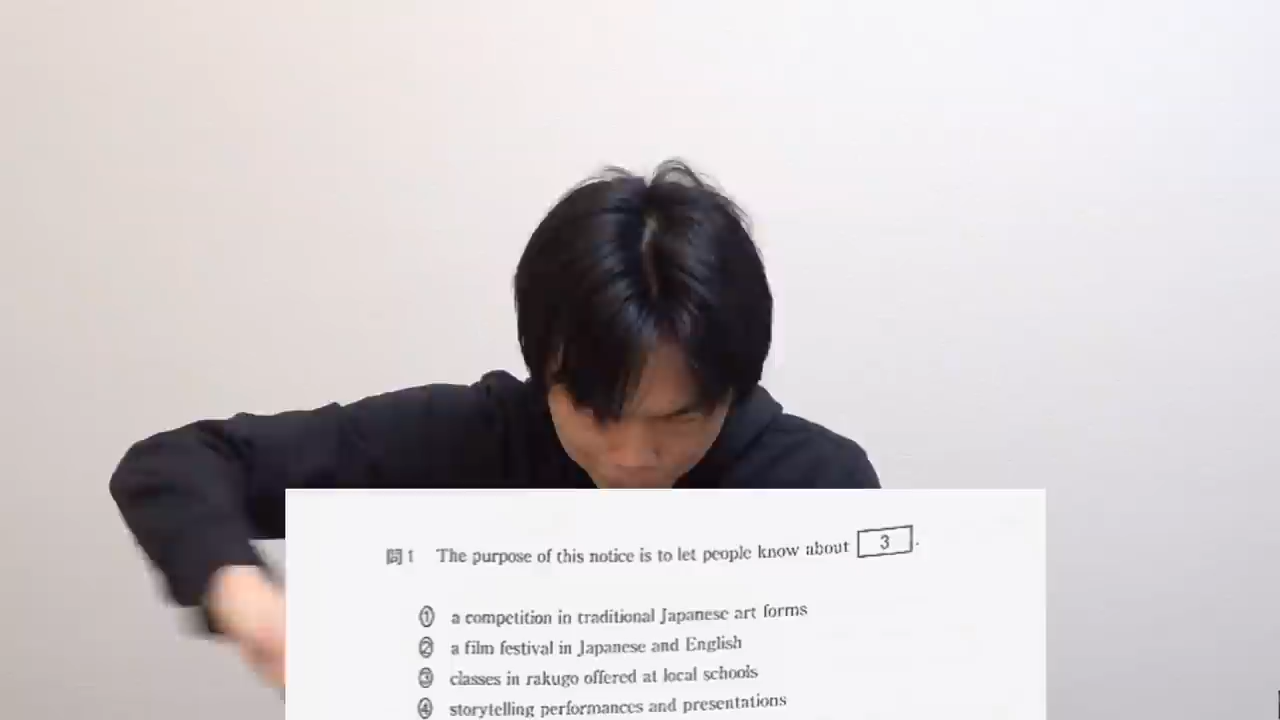 問1 The purpose of this notice is to let people know about 3.
① a competition in traditional Japanese art forms
② a film festival in Japanese and English
③ classes in rakugo offered at local schools
④ storytelling performances and presentations